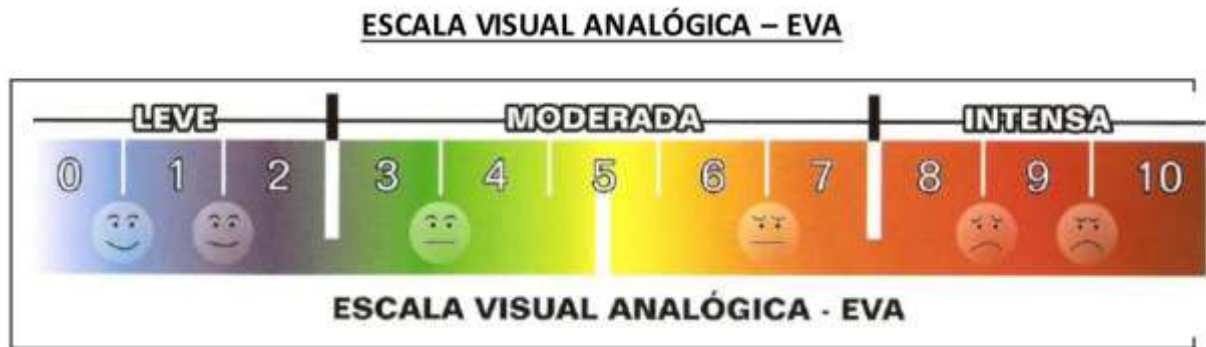 ESCALA VISUAL ANALÓGICA – EVA
LEVE MODERADA INTENSA
0 1 2 3 4 5 6 7 8 9 10
ESCALA VISUAL ANALÓGICA - EVA